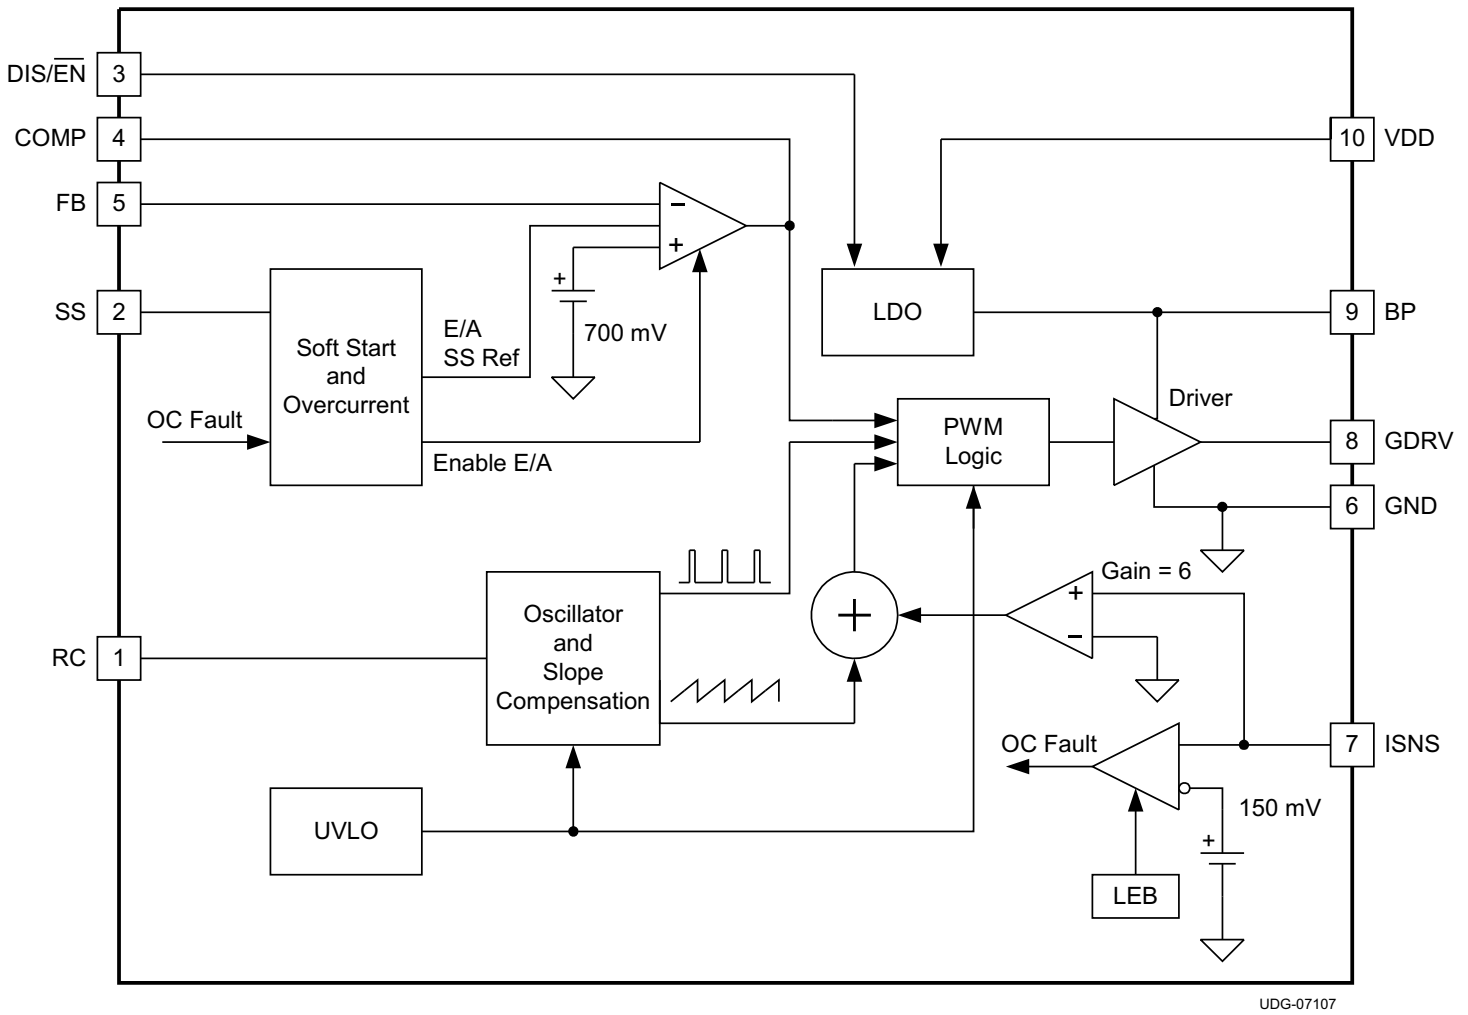 DIS/EN 3
COMP 4
10 VDD
FB 5
−
+
SS 2
+
700 mV
E/A
SS Ref
LDO
9 BP
Soft Start
and
Overcurrent
OC Fault
Enable E/A
PWM
Logic
Driver
8 GDRV
6 GND
Gain = 6
+
−
+
Oscillator
and
Slope
Compensation
RC 1
OC Fault
7 ISNS
150 mV
+
UVLO
LEB
UDG-07107